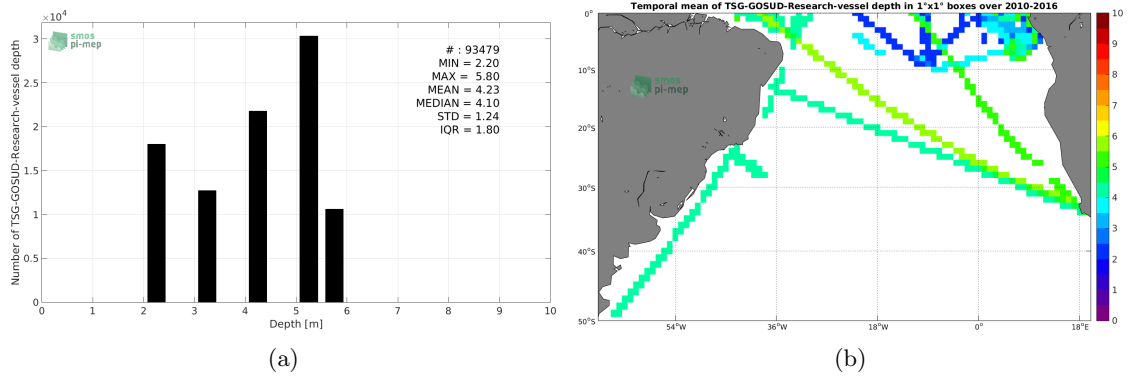 ×10⁴
3
2.5
2
1.5
1
0.5
0
Number of TSG-GOSUD-Research-vessel depth
smos
pi-mep
# : 93479
MIN = 2.20
MAX = 5.80
MEAN = 4.23
MEDIAN = 4.10
STD = 1.24
IQR = 1.80
0 1 2 3 4 5 6 7 8 9 10
Depth [m]
(a)
Temporal mean of TSG-GOSUD-Research-vessel depth in 1°x1° boxes over 2010-2016
smos
pi-mep
0°
10°S
20°S
30°S
40°S
50°S
54°W 36°W 18°W 0° 18°E
10
9
8
7
6
5
4
3
2
1
0
(b)